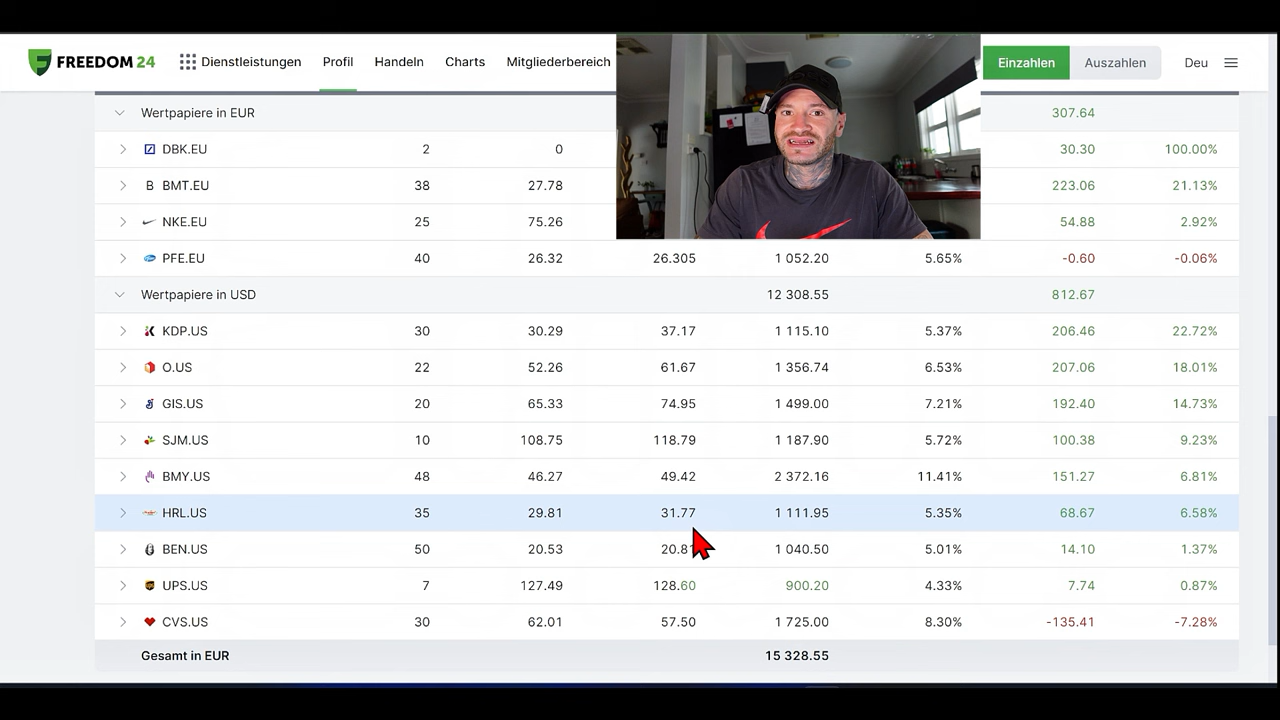 FREEDOM 24 Dienstleistungen Profil Handeln Charts Mitgliederbereich Einzahlen Auszahlen Deu
Wertpapiere in EUR 307.64
DBK.EU 2 0 30.30 100.00%
B BMT.EU 38 27.78 223.06 21.13%
NKE.EU 25 75.26 54.88 2.92%
PFE.EU 40 26.32 26.305 1 052.20 5.65% -0.60 -0.06%
Wertpapiere in USD 12 308.55 812.67
KDP.US 30 30.29 37.17 1 115.10 5.37% 206.46 22.72%
O.US 22 52.26 61.67 1 356.74 6.53% 207.06 18.01%
GIS.US 20 65.33 74.95 1 499.00 7.21% 192.40 14.73%
SJM.US 10 108.75 118.79 1 187.90 5.72% 100.38 9.23%
BMY.US 48 46.27 49.42 2 372.16 11.41% 151.27 6.81%
HRL.US 35 29.81 31.77 1 111.95 5.35% 68.67 6.58%
BEN.US 50 20.53 20.81 1 040.50 5.01% 14.10 1.37%
UPS.US 7 127.49 128.60 900.20 4.33% 7.74 0.87%
CVS.US 30 62.01 57.50 1 725.00 8.30% -135.41 -7.28%
Gesamt in EUR 15 328.55